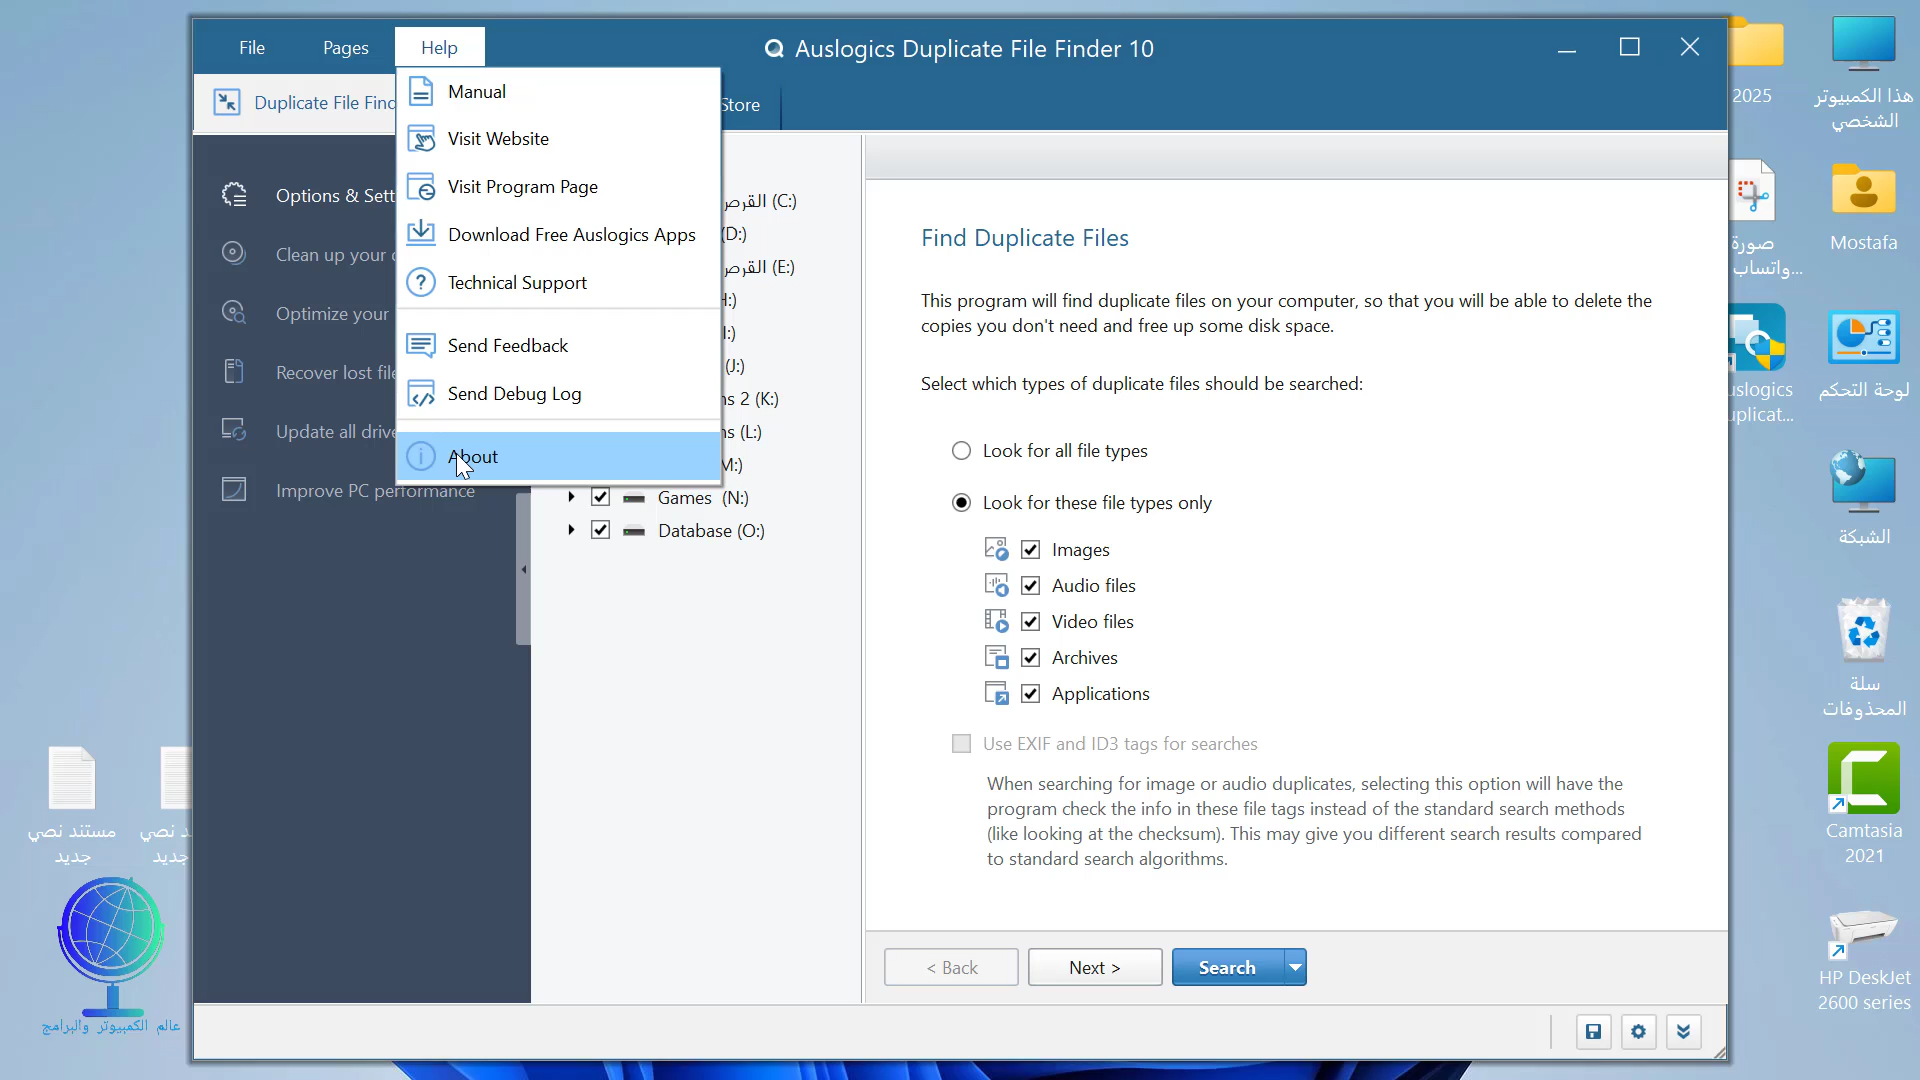 File
Pages
Help
Auslogics Duplicate File Finder 10
Duplicate File
Store
Manual
Visit Website
Visit Program Page
Download Free Auslogics Apps
Technical Support
Send Feedback
Send Debug Log
About
Options &
Clean up your
Optimize your
Recover lost
Update all
Improve PC performance
(C:)
(D:)
(E:)
(J:)
2 (K:)
(L:)
Games (N:)
Database (O:)
Find Duplicate Files
This program will find duplicate files on your computer, so that you will be able to delete the
copies you don't need and free up some disk space.
Select which types of duplicate files should be searched:
Look for all file types
Look for these file types only
Images
Audio files
Video files
Archives
Applications
Use EXIF and ID3 tags for searches
When searching for image or audio duplicates, selecting this option will have the
program check the info in these file tags instead of the standard search methods
(like looking at the checksum). This may give you different search results compared
to standard search algorithms.
< Back
Next >
Search
2025
صورة
واتساب...
هذا الكمبيوتر
الشخصي
Mostafa
لوحة التحكم
الشبكة
سلة
المحذوفات
Camtasia
2021
HP DeskJet
2600 series
مستند نصي
جديد
نصي
جديد
عالم الكمبيوتر والبرامج